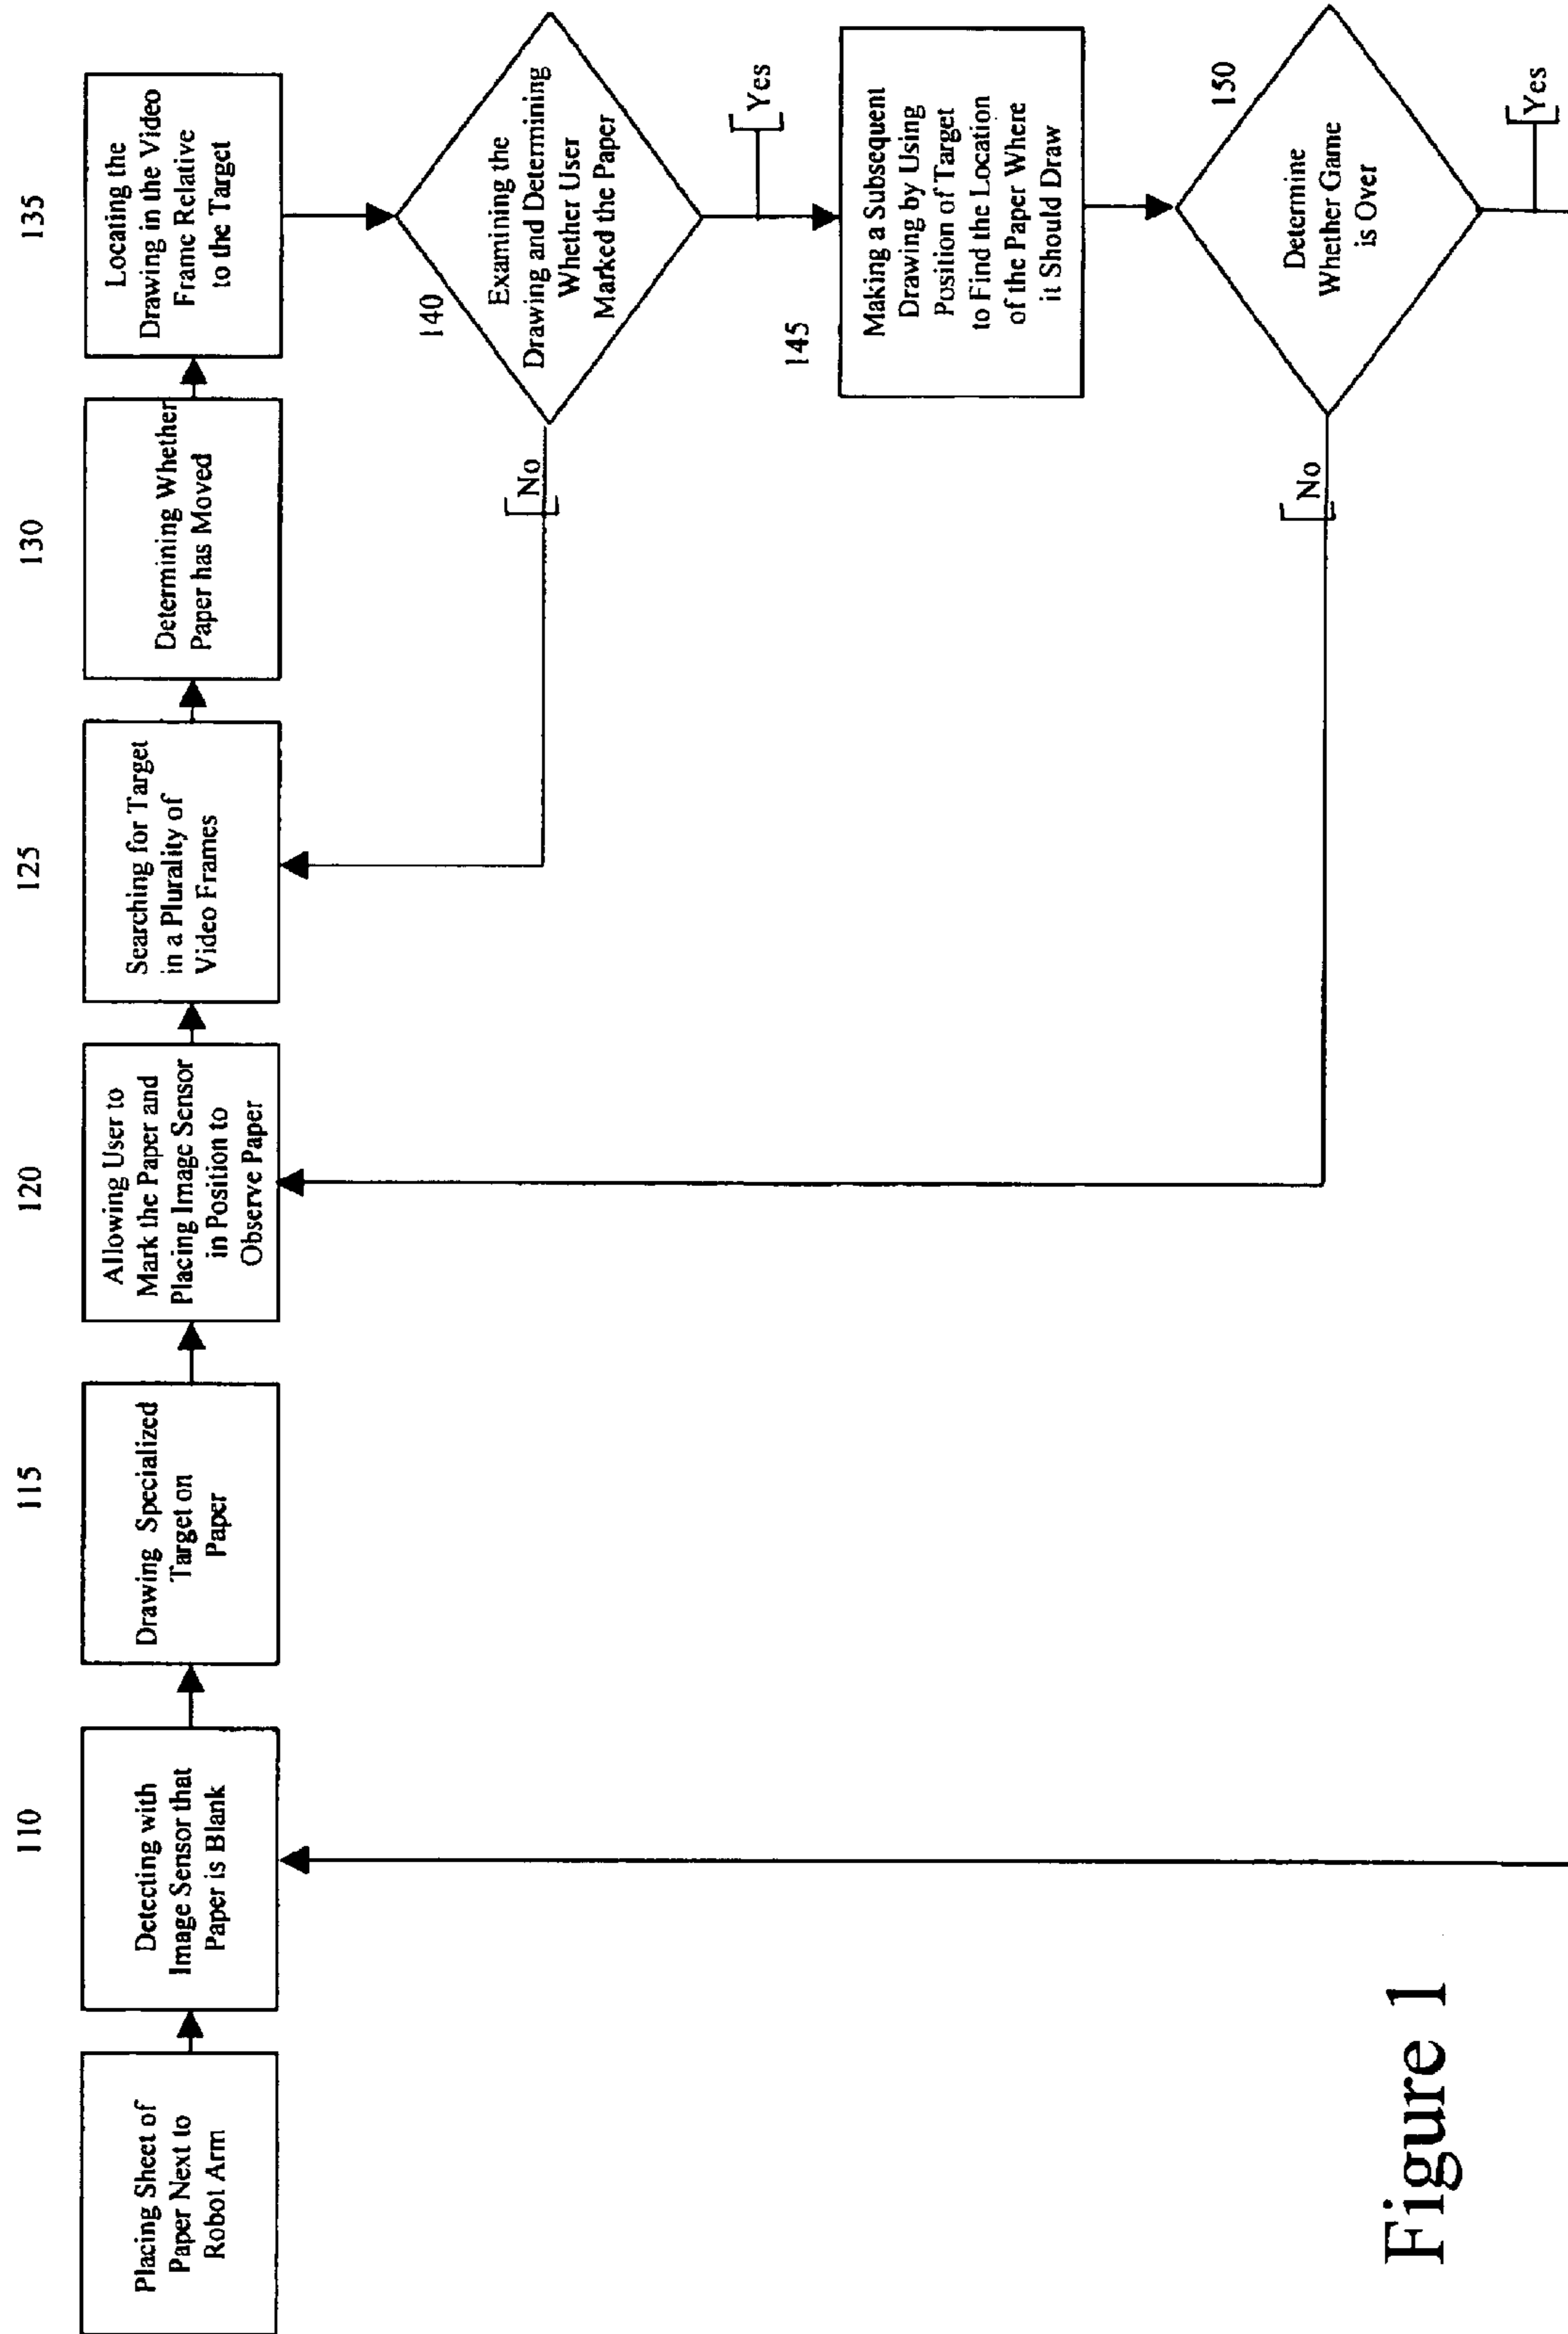 Placing Sheet of
Paper Next to
Robot Arm
110
Detecting with
Image Sensor that
Paper is Blank
115
Drawing Specialized
Target on
Paper
120
Allowing User to
Mark the Paper and
Placing Image Sensor
in Position to
Observe Paper
125
Searching for Target
in a Plurality of
Video Frames
130
Determining Whether
Paper has Moved
135
Locating the
Drawing in the Video
Frame Relative
to the Target
140
Examining the
Drawing and Determining
Whether User
Marked the Paper
[No
[Yes
145
Making a Subsequent
Drawing by Using
Position of Target
to Find the Location
of the Paper Where
it Should Draw
150
Determine
Whether Game
is Over
[No
[Yes
Figure 1